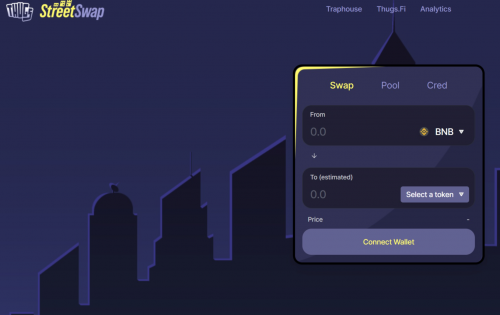 THUGS StreetSwap
Traphouse Thugs.Fi Analytics
Swap Pool Cred
From
0.0 BNB
To (estimated)
0.0 Select a token
Price -
Connect Wallet